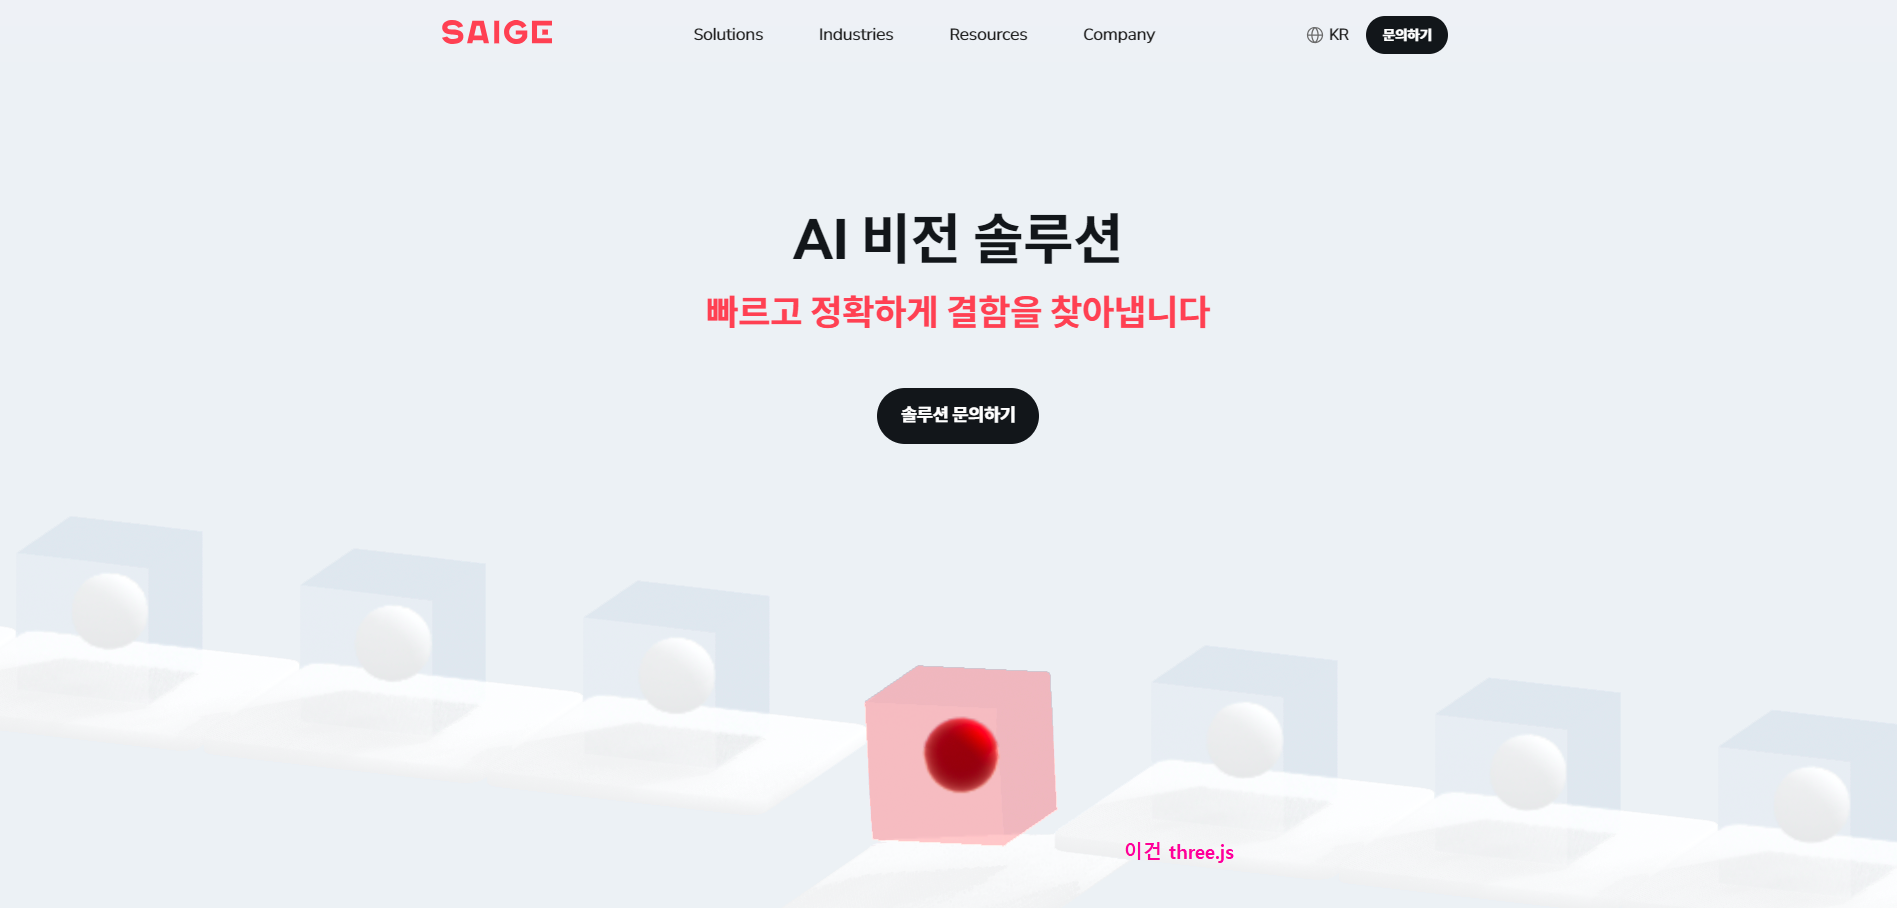 SAIGE Solutions Industries Resources Company KR 문의하기
AI 비전 솔루션
빠르고 정확하게 결함을 찾아냅니다
솔루션 문의하기
이건 three.js